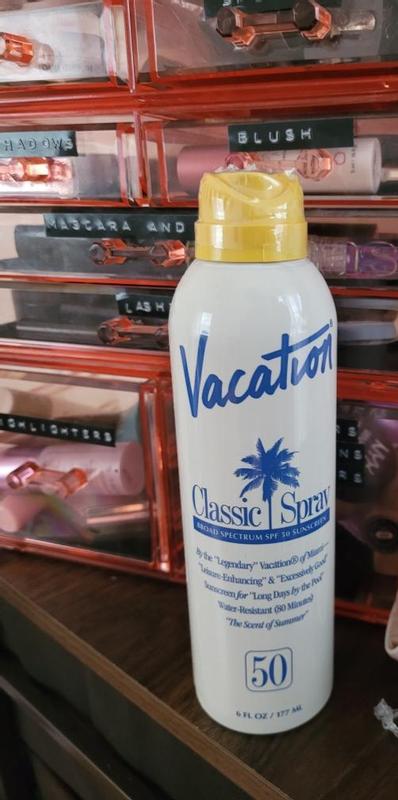 HADOWS
BLUSH
MASCARA AND
LASH
IGHLIGHTERS
Vacation®
Classic Spray
BROAD SPECTRUM SPF 50 SUNSCREEN
By the "Legendary" Vacation® of Miami—
"Leisure-Enhancing" & "Excessively Good"
Sunscreen for "Long Days by the Pool"
Water-Resistant (80 Minutes)
"The Scent of Summer"
50
6 FL OZ / 177 ML